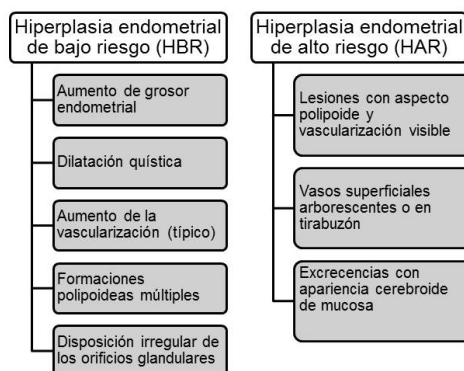 Hiperplasia endometrial
de bajo riesgo (HBR)
Aumento de grosor
endometrial
Dilatación quística
Aumento de la
vascularización (típico)
Formaciones
polipoideas múltiples
Disposición irregular de
los orificios glandulares
Hiperplasia endometrial
de alto riesgo (HAR)
Lesiones con aspecto
polipoide y
vascularización visible
Vasos superficiales
arborescentes o en
tirabuzón
Excrecencias con
apariencia cerebroide
de mucosa